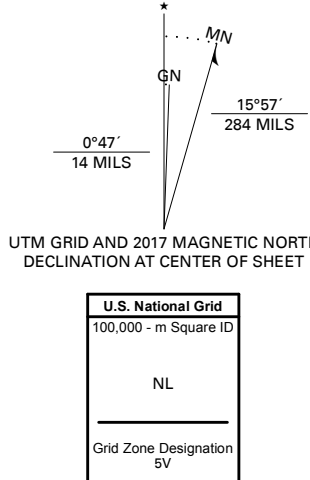 ★
MN
GN
15°57´
284 MILS
0°47´
14 MILS
UTM GRID AND 2017 MAGNETIC NORTH
DECLINATION AT CENTER OF SHEET
U.S. National Grid
100,000 - m Square ID
NL
Grid Zone Designation
5V